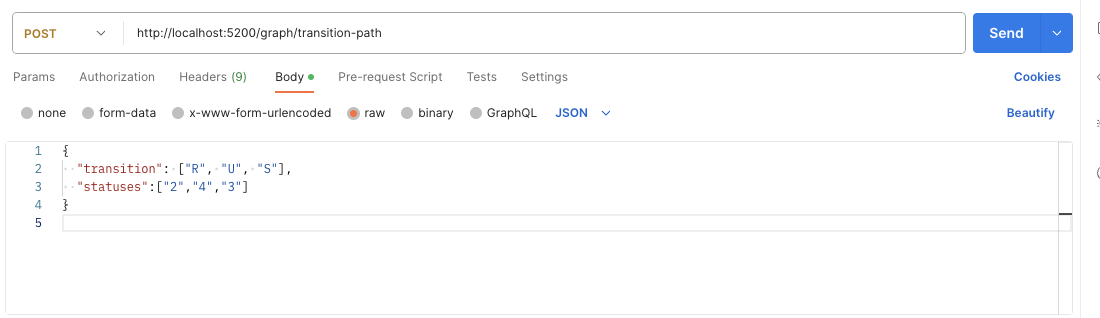 POST http://localhost:5200/graph/transition-path Send
Params Authorization Headers (9) Body Pre-request Script Tests Settings Cookies
none form-data x-www-form-urlencoded raw binary GraphQL JSON Beautify
1 {
2 "transition": ["R", "U", "S"],
3 "statuses":["2","4","3"]
4 }
5